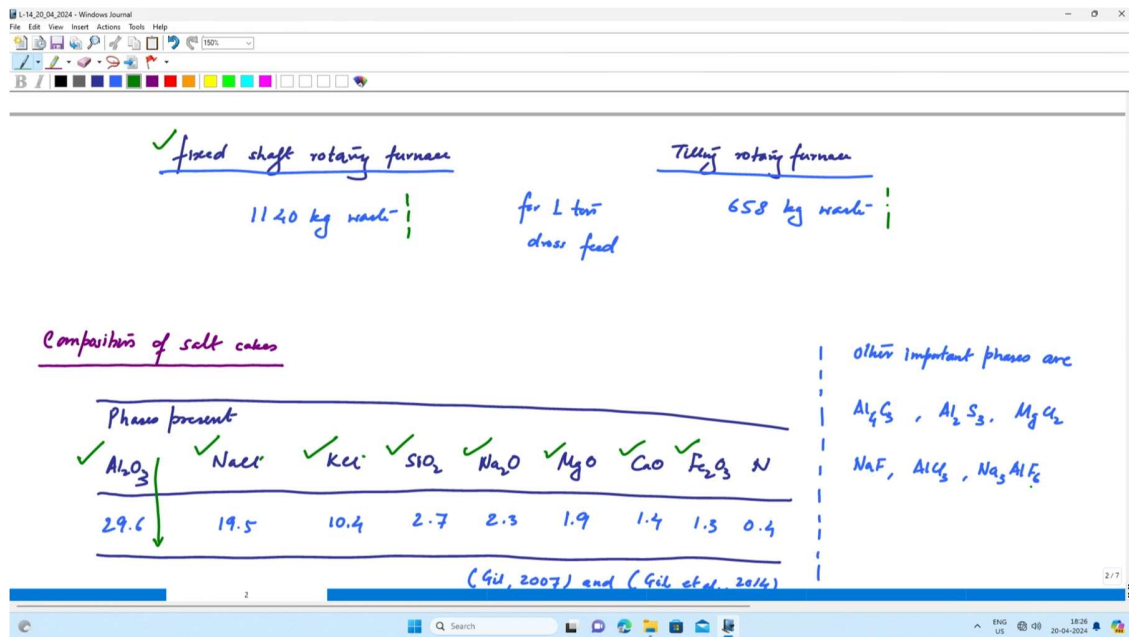 L-14_20_04_2024 - Windows Journal
File Edit View Insert Actions Tools Help
150%
B I
fixed shaft rotary furnace
Tilting rotary furnace
1140 kg waste
for 1 ton
dross feed
658 kg waste
Composition of salt cakes
other important phases are
Phases present
Al4C3, Al2S3, MgCl2
Al2O3 NaCl KCl SiO2 Na2O MgO CaO Fe2O3 N
NaF, AlCl3, Na3AlF6
29.6 19.5 10.4 2.7 2.3 1.9 1.4 1.3 0.4
(Gil, 2007) and (Gil et al., 2014)
2 / 7
2
Search
ENG
US
18:26
20-04-2024